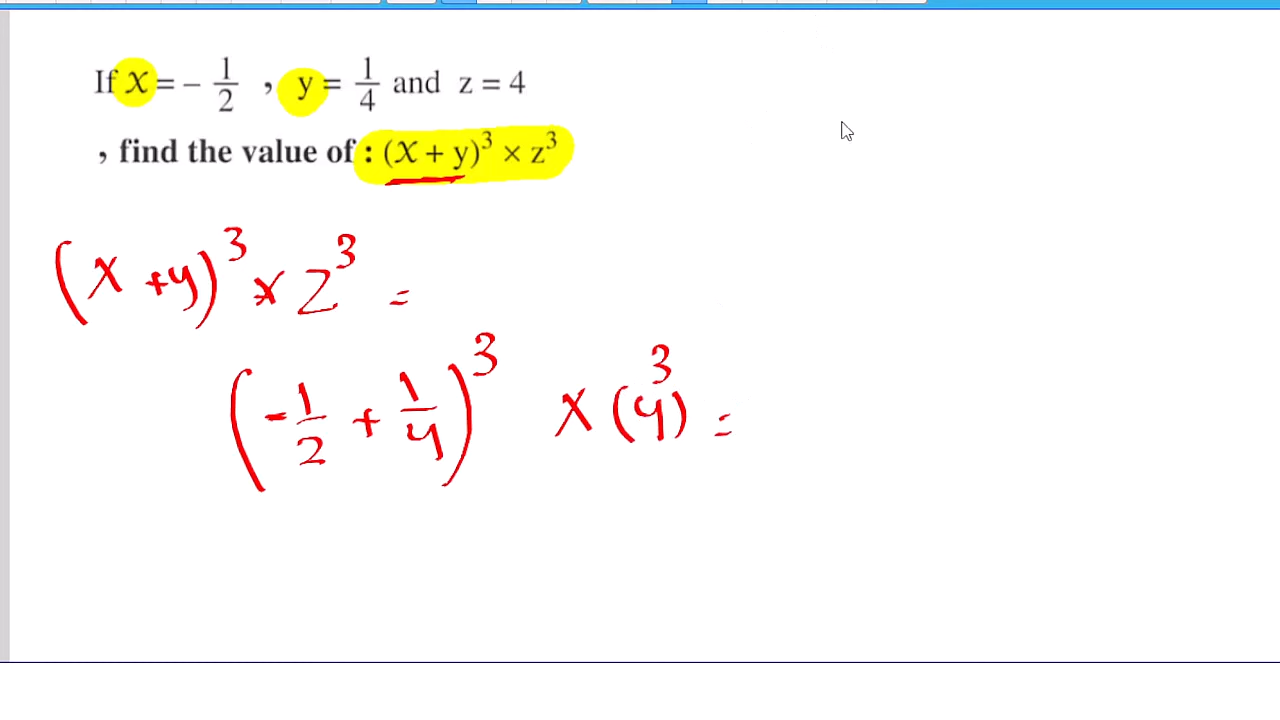 If x = - 1/2 , y = 1/4 and z = 4
, find the value of : (x + y)³ × z³
(x + y)³ × z³ =
(- 1/2 + 1/4)³ × (4)³ =